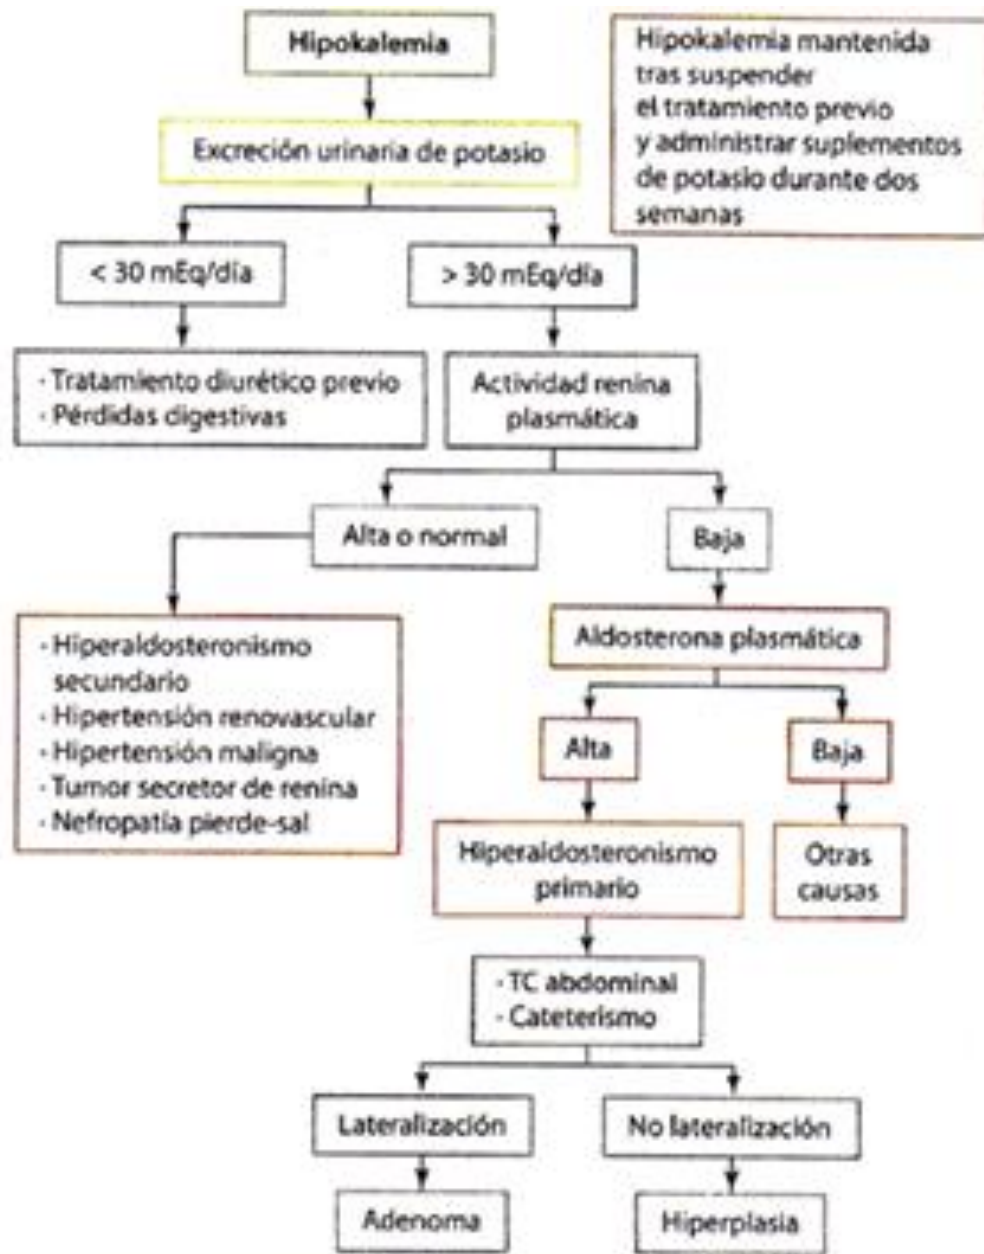 Hipokalemia
Hipokalemia mantenida
tras suspender
el tratamiento previo
y administrar suplementos
de potasio durante dos
semanas
Excreción urinaria de potasio
< 30 mEq/día
> 30 mEq/día
· Tratamiento diurético previo
· Pérdidas digestivas
Actividad renina
plasmática
Alta o normal
Baja
· Hiperaldosteronismo
secundario
· Hipertensión renovascular
· Hipertensión maligna
· Tumor secretor de renina
· Nefropatía pierde-sal
Aldosterona plasmática
Alta
Baja
Hiperaldosteronismo
primario
Otras
causas
· TC abdominal
· Cateterismo
Lateralización
No lateralización
Adenoma
Hiperplasia